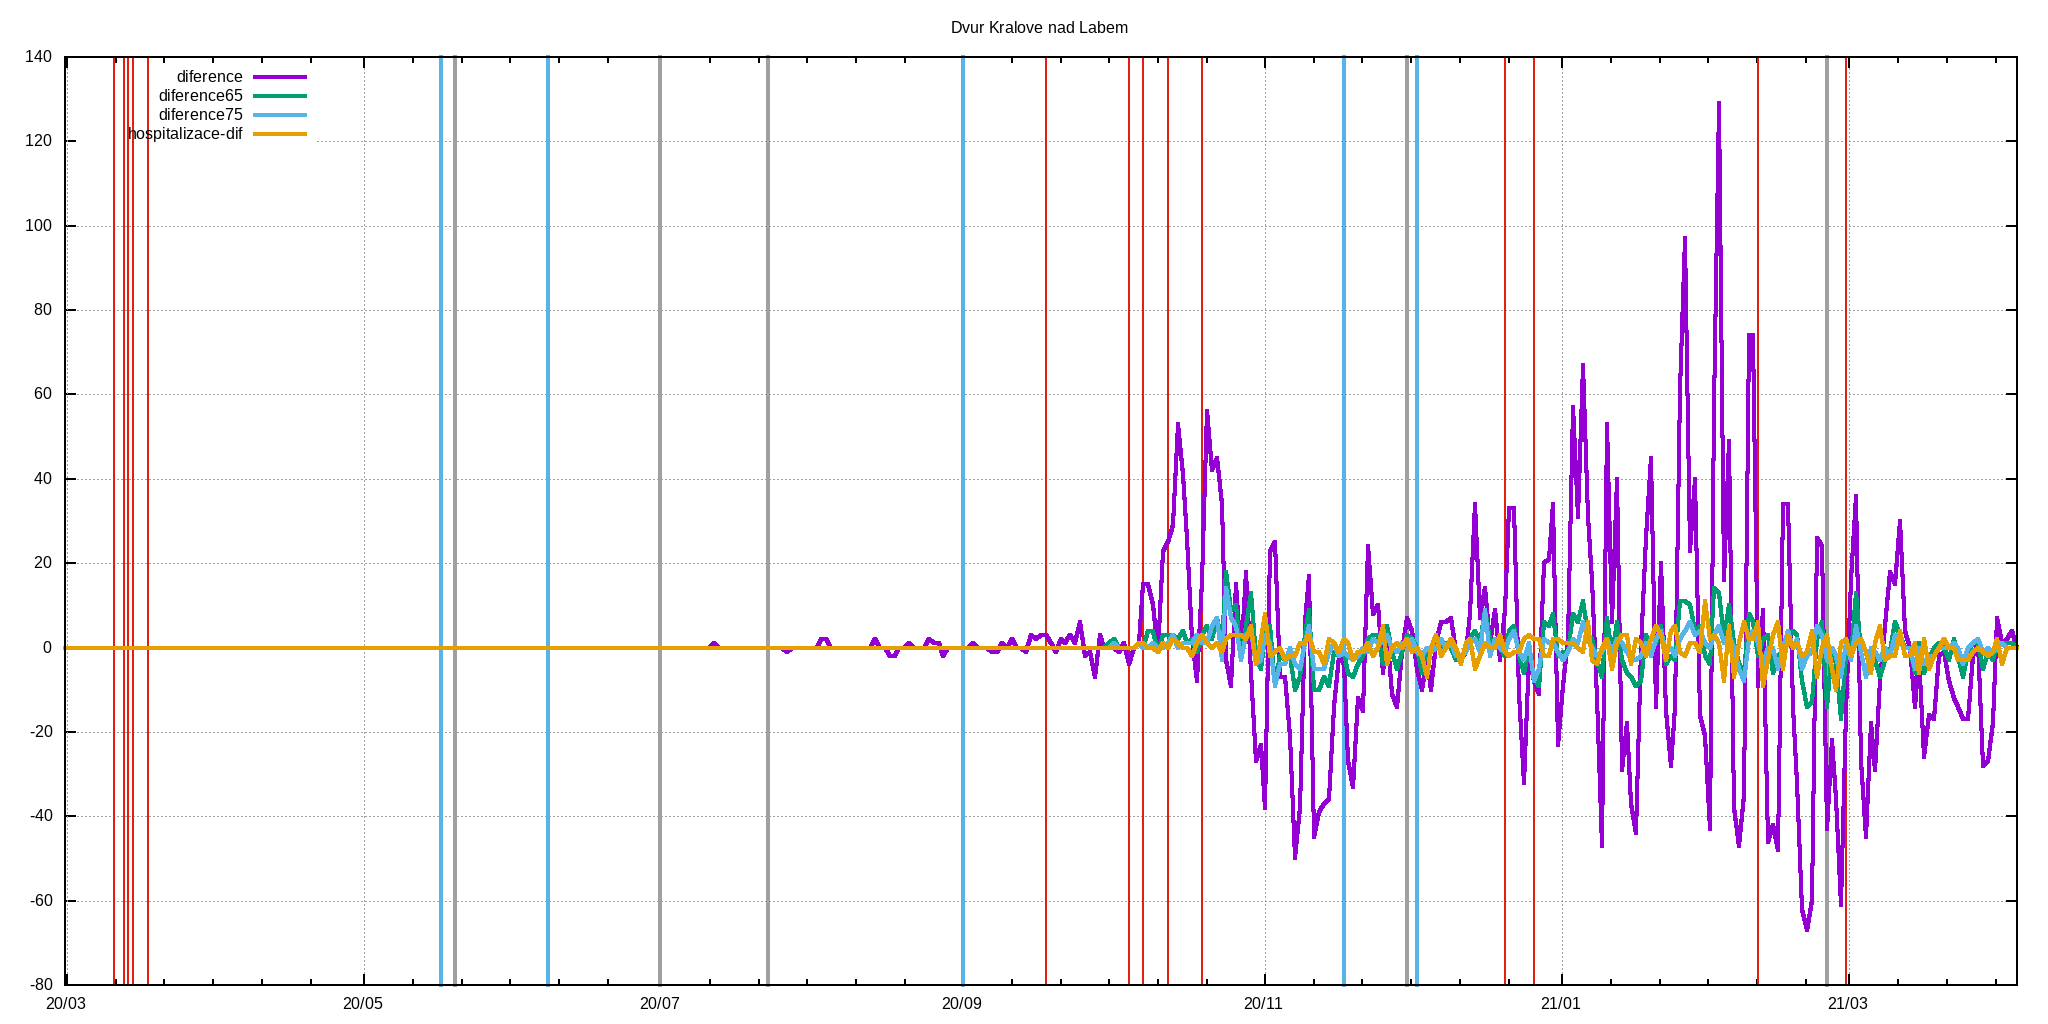 Dvur Kralove nad Labem
140
diference
diference65
diference75
hospitalizace-dif
120
100
80
60
40
20
0
-20
-40
-60
-80
20/03 20/05 20/07 20/09 20/11 21/01 21/03